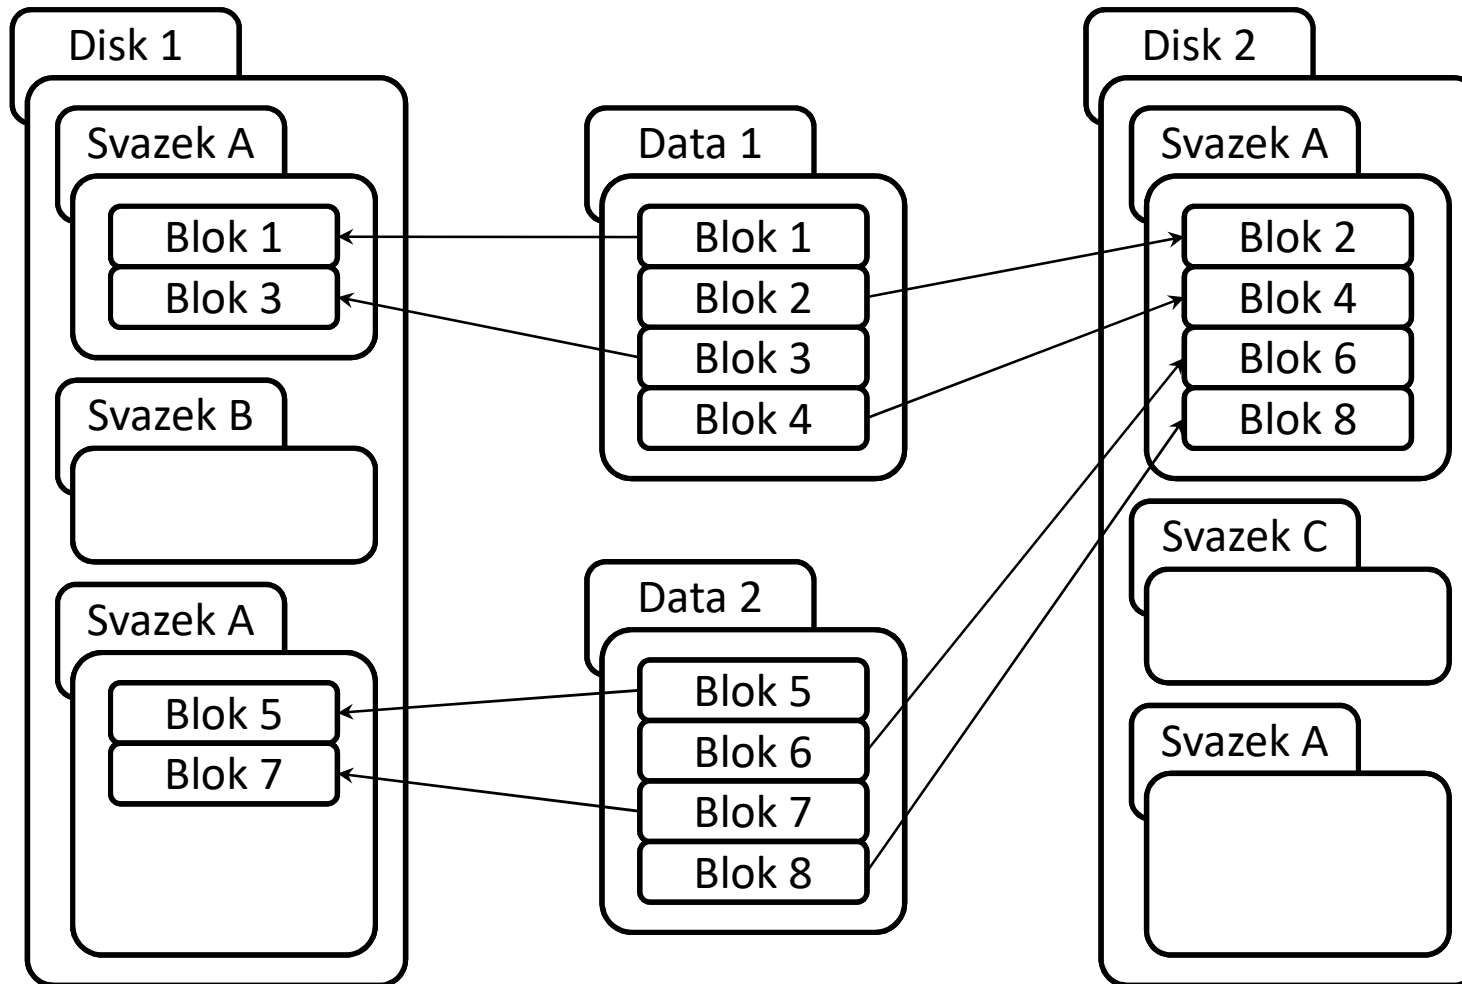 Disk 1
Svazek A
Blok 1
Blok 3
Svazek B
Svazek A
Blok 5
Blok 7
Data 1
Blok 1
Blok 2
Blok 3
Blok 4
Data 2
Blok 5
Blok 6
Blok 7
Blok 8
Disk 2
Svazek A
Blok 2
Blok 4
Blok 6
Blok 8
Svazek C
Svazek A